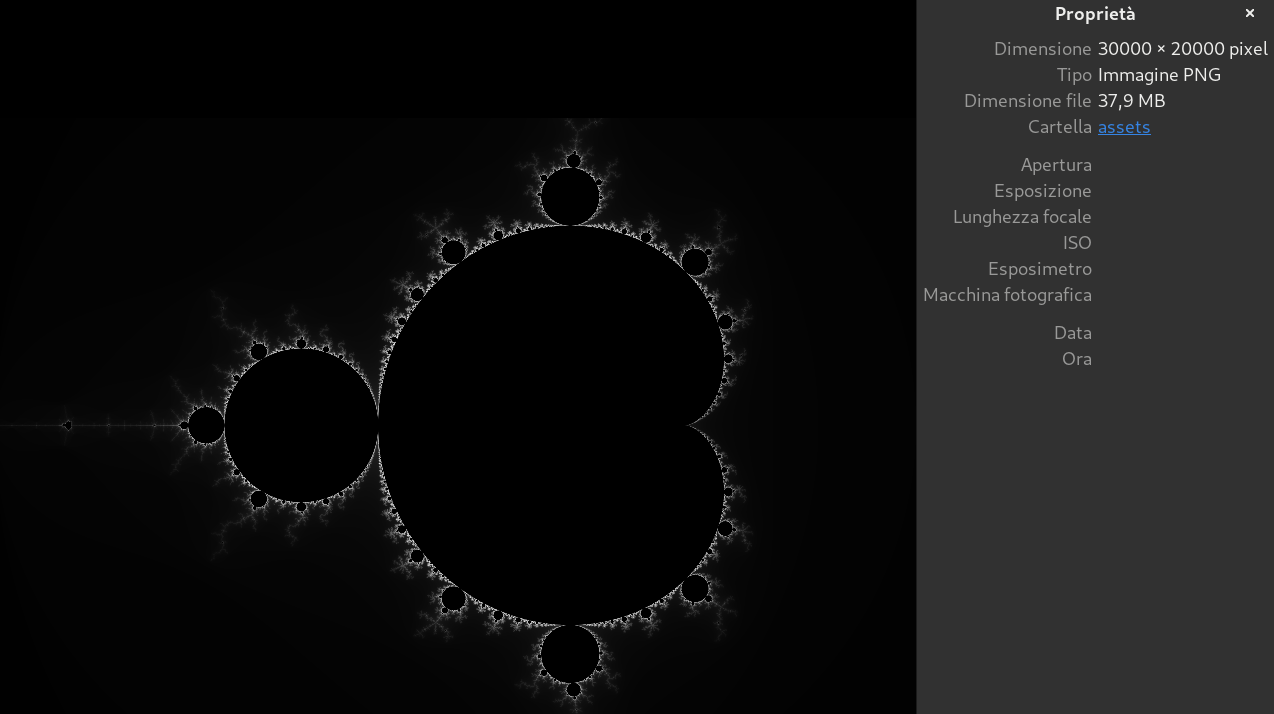 Proprietà ×
Dimensione 30000 × 20000 pixel
Tipo Immagine PNG
Dimensione file 37,9 MB
Cartella assets
Apertura
Esposizione
Lunghezza focale
ISO
Esposimetro
Macchina fotografica
Data
Ora